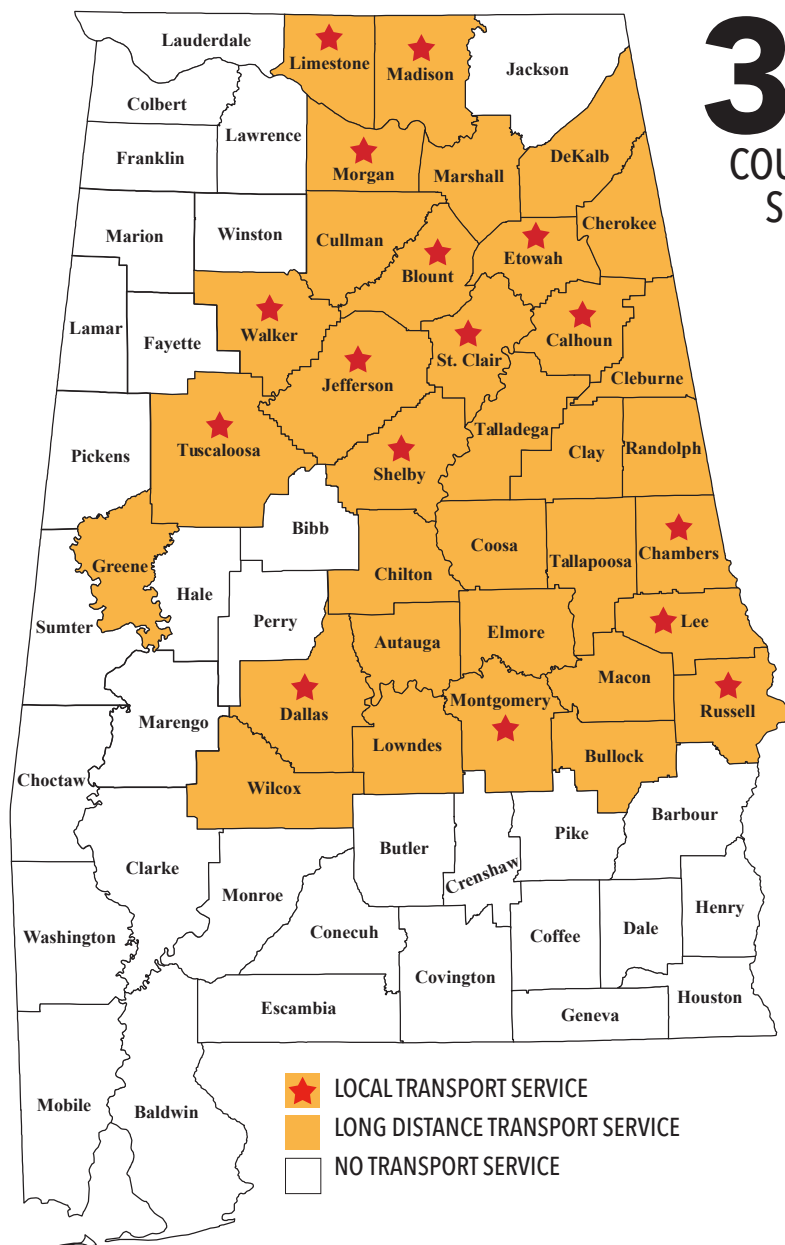 Lauderdale
Limestone
Madison
Jackson
3
COU
S
Colbert
Lawrence
Franklin
Morgan
Marshall
DeKalb
Cherokee
Marion
Winston
Cullman
Blount
Etowah
Lamar
Fayette
Walker
Jefferson
St. Clair
Calhoun
Cleburne
Pickens
Tuscaloosa
Shelby
Talladega
Clay
Randolph
Greene
Hale
Bibb
Chilton
Coosa
Tallapoosa
Chambers
Sumter
Perry
Autauga
Elmore
Lee
Marengo
Dallas
Lowndes
Montgomery
Macon
Russell
Choctaw
Wilcox
Bullock
Clarke
Butler
Crenshaw
Pike
Barbour
Washington
Monroe
Conecuh
Covington
Coffee
Dale
Henry
Escambia
Geneva
Houston
Mobile
Baldwin
LOCAL TRANSPORT SERVICE
LONG DISTANCE TRANSPORT SERVICE
NO TRANSPORT SERVICE